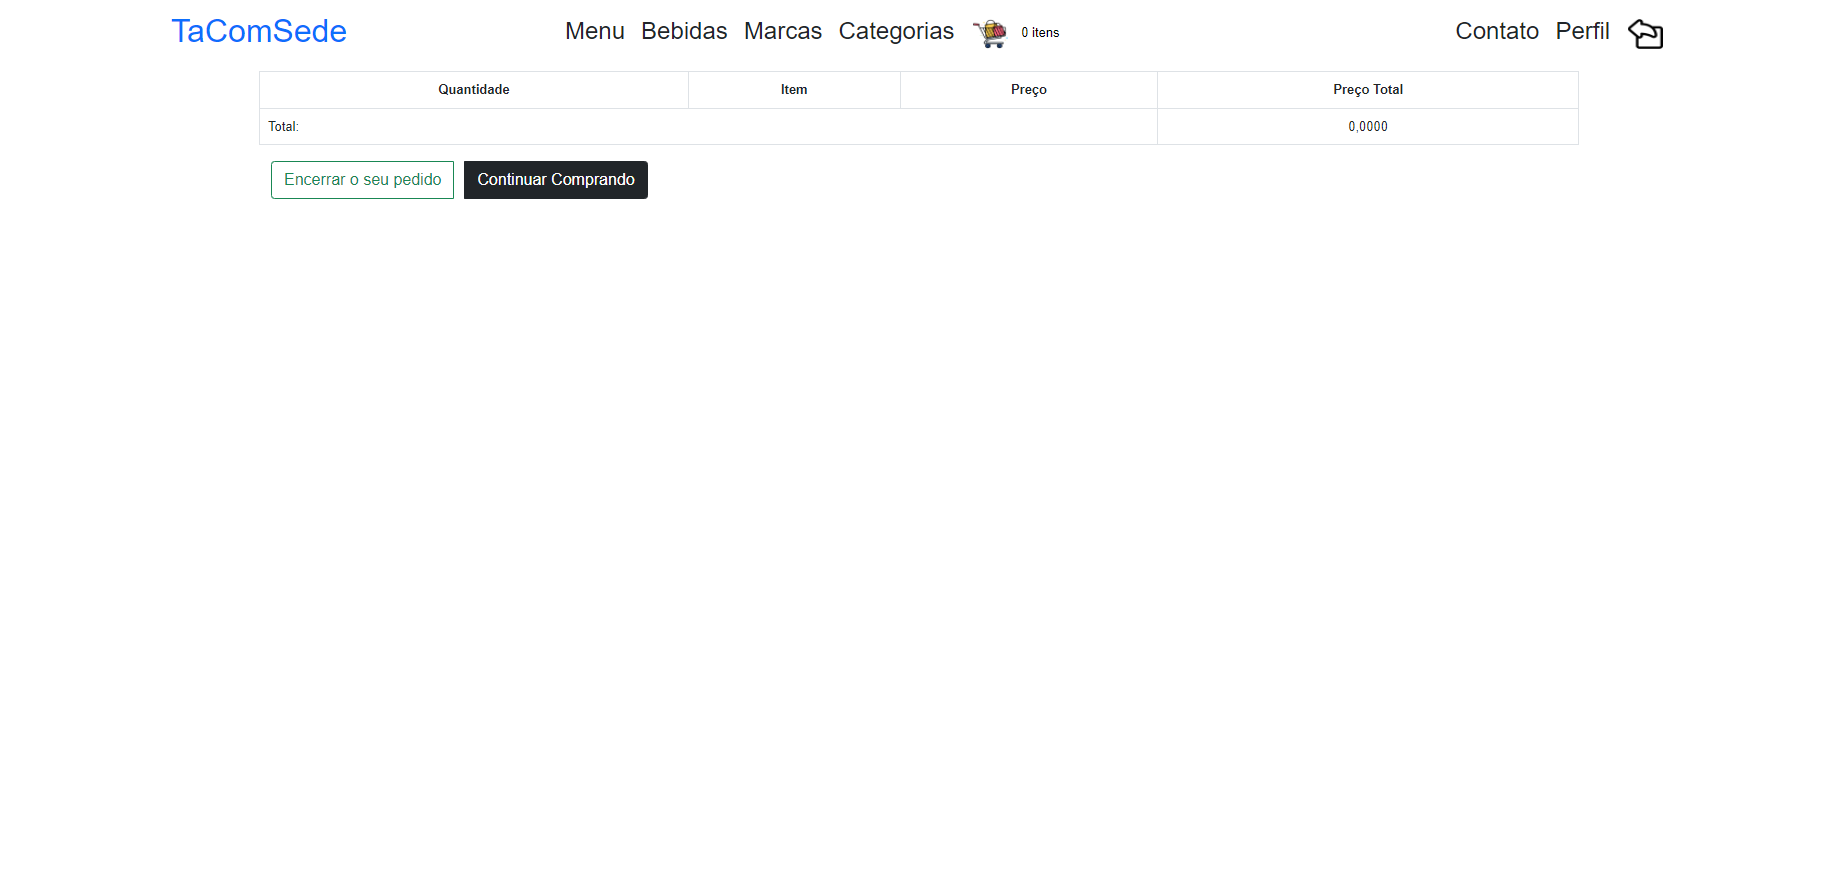 TaComSede Menu Bebidas Marcas Categorias 0 itens Contato Perfil
Quantidade Item Preço Preço Total
Total: 0,0000
Encerrar o seu pedido Continuar Comprando